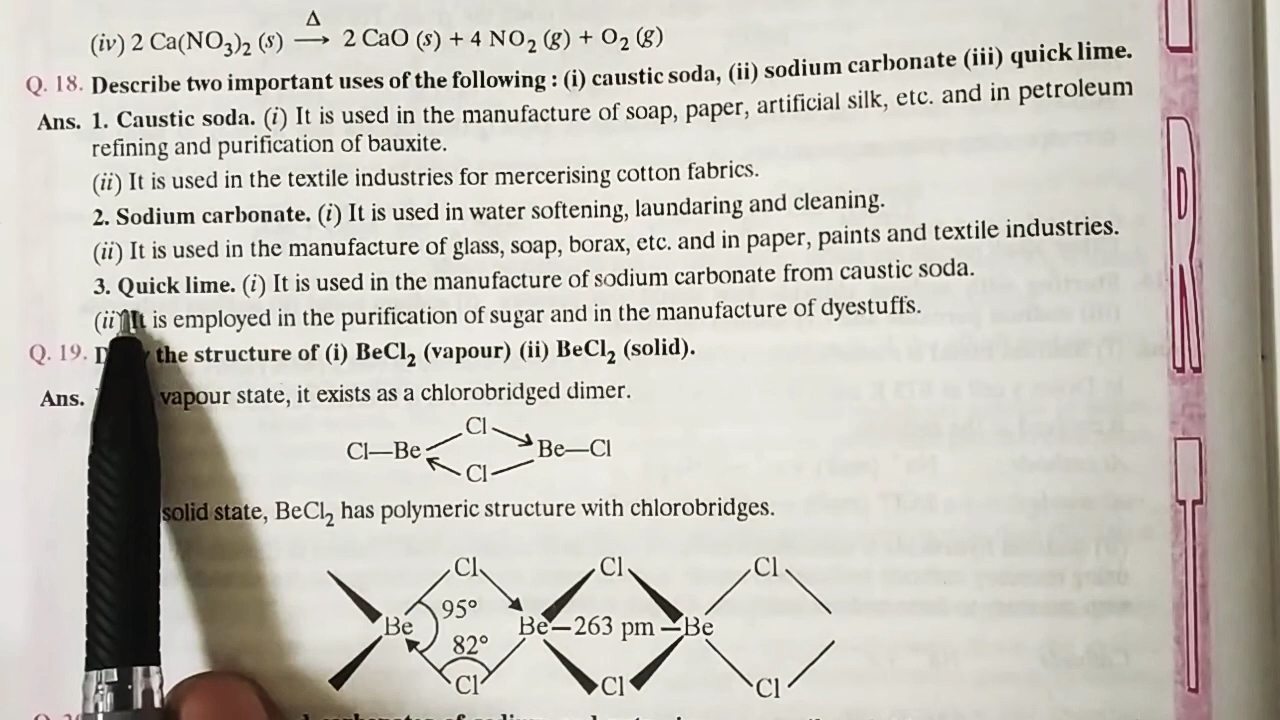 (iv) 2 Ca(NO₃)₂ (s) Δ⟶ 2 CaO (s) + 4 NO₂ (g) + O₂ (g)
Q. 18. Describe two important uses of the following : (i) caustic soda, (ii) sodium carbonate (iii) quick lime.
Ans. 1. Caustic soda. (i) It is used in the manufacture of soap, paper, artificial silk, etc. and in petroleum
refining and purification of bauxite.
(ii) It is used in the textile industries for mercerising cotton fabrics.
2. Sodium carbonate. (i) It is used in water softening, laundaring and cleaning.
(ii) It is used in the manufacture of glass, soap, borax, etc. and in paper, paints and textile industries.
3. Quick lime. (i) It is used in the manufacture of sodium carbonate from caustic soda.
(ii) It is employed in the purification of sugar and in the manufacture of dyestuffs.
Q. 19. the structure of (i) BeCl₂ (vapour) (ii) BeCl₂ (solid).
Ans. vapour state, it exists as a chlorobridged dimer.
Cl
Cl—Be Be—Cl
Cl
solid state, BeCl₂ has polymeric structure with chlorobridges.
Cl Cl Cl
95°
Be Be—263 pm—Be
82°
Cl Cl Cl